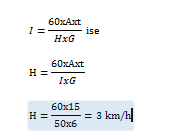 I = 60xAxt / HxG ise
H = 60xAxt / IxG
H = 60x15 / 50x6 = 3 km/h